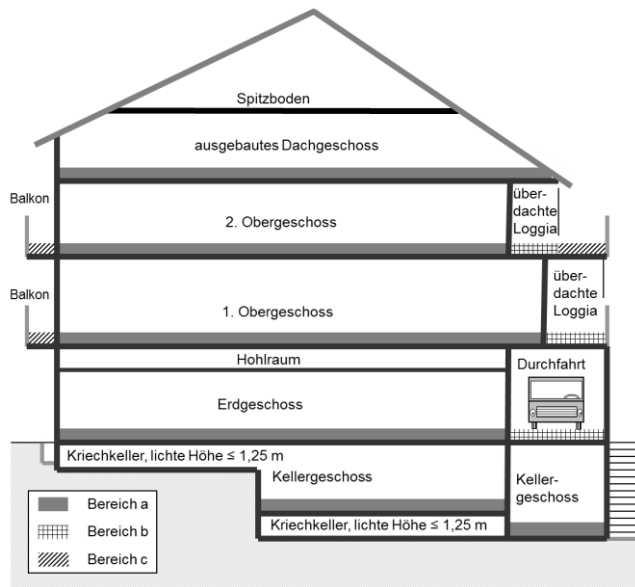 Spitzboden
ausgebautes Dachgeschoss
Balkon
2. Obergeschoss
über-
dachte
Loggia
Balkon
1. Obergeschoss
über-
dachte
Loggia
Hohlraum
Durchfahrt
Erdgeschoss
Kriechkeller, lichte Höhe ≤ 1,25 m
Kellergeschoss
Keller-
geschoss
Kriechkeller, lichte Höhe ≤ 1,25 m
Bereich a
Bereich b
Bereich c